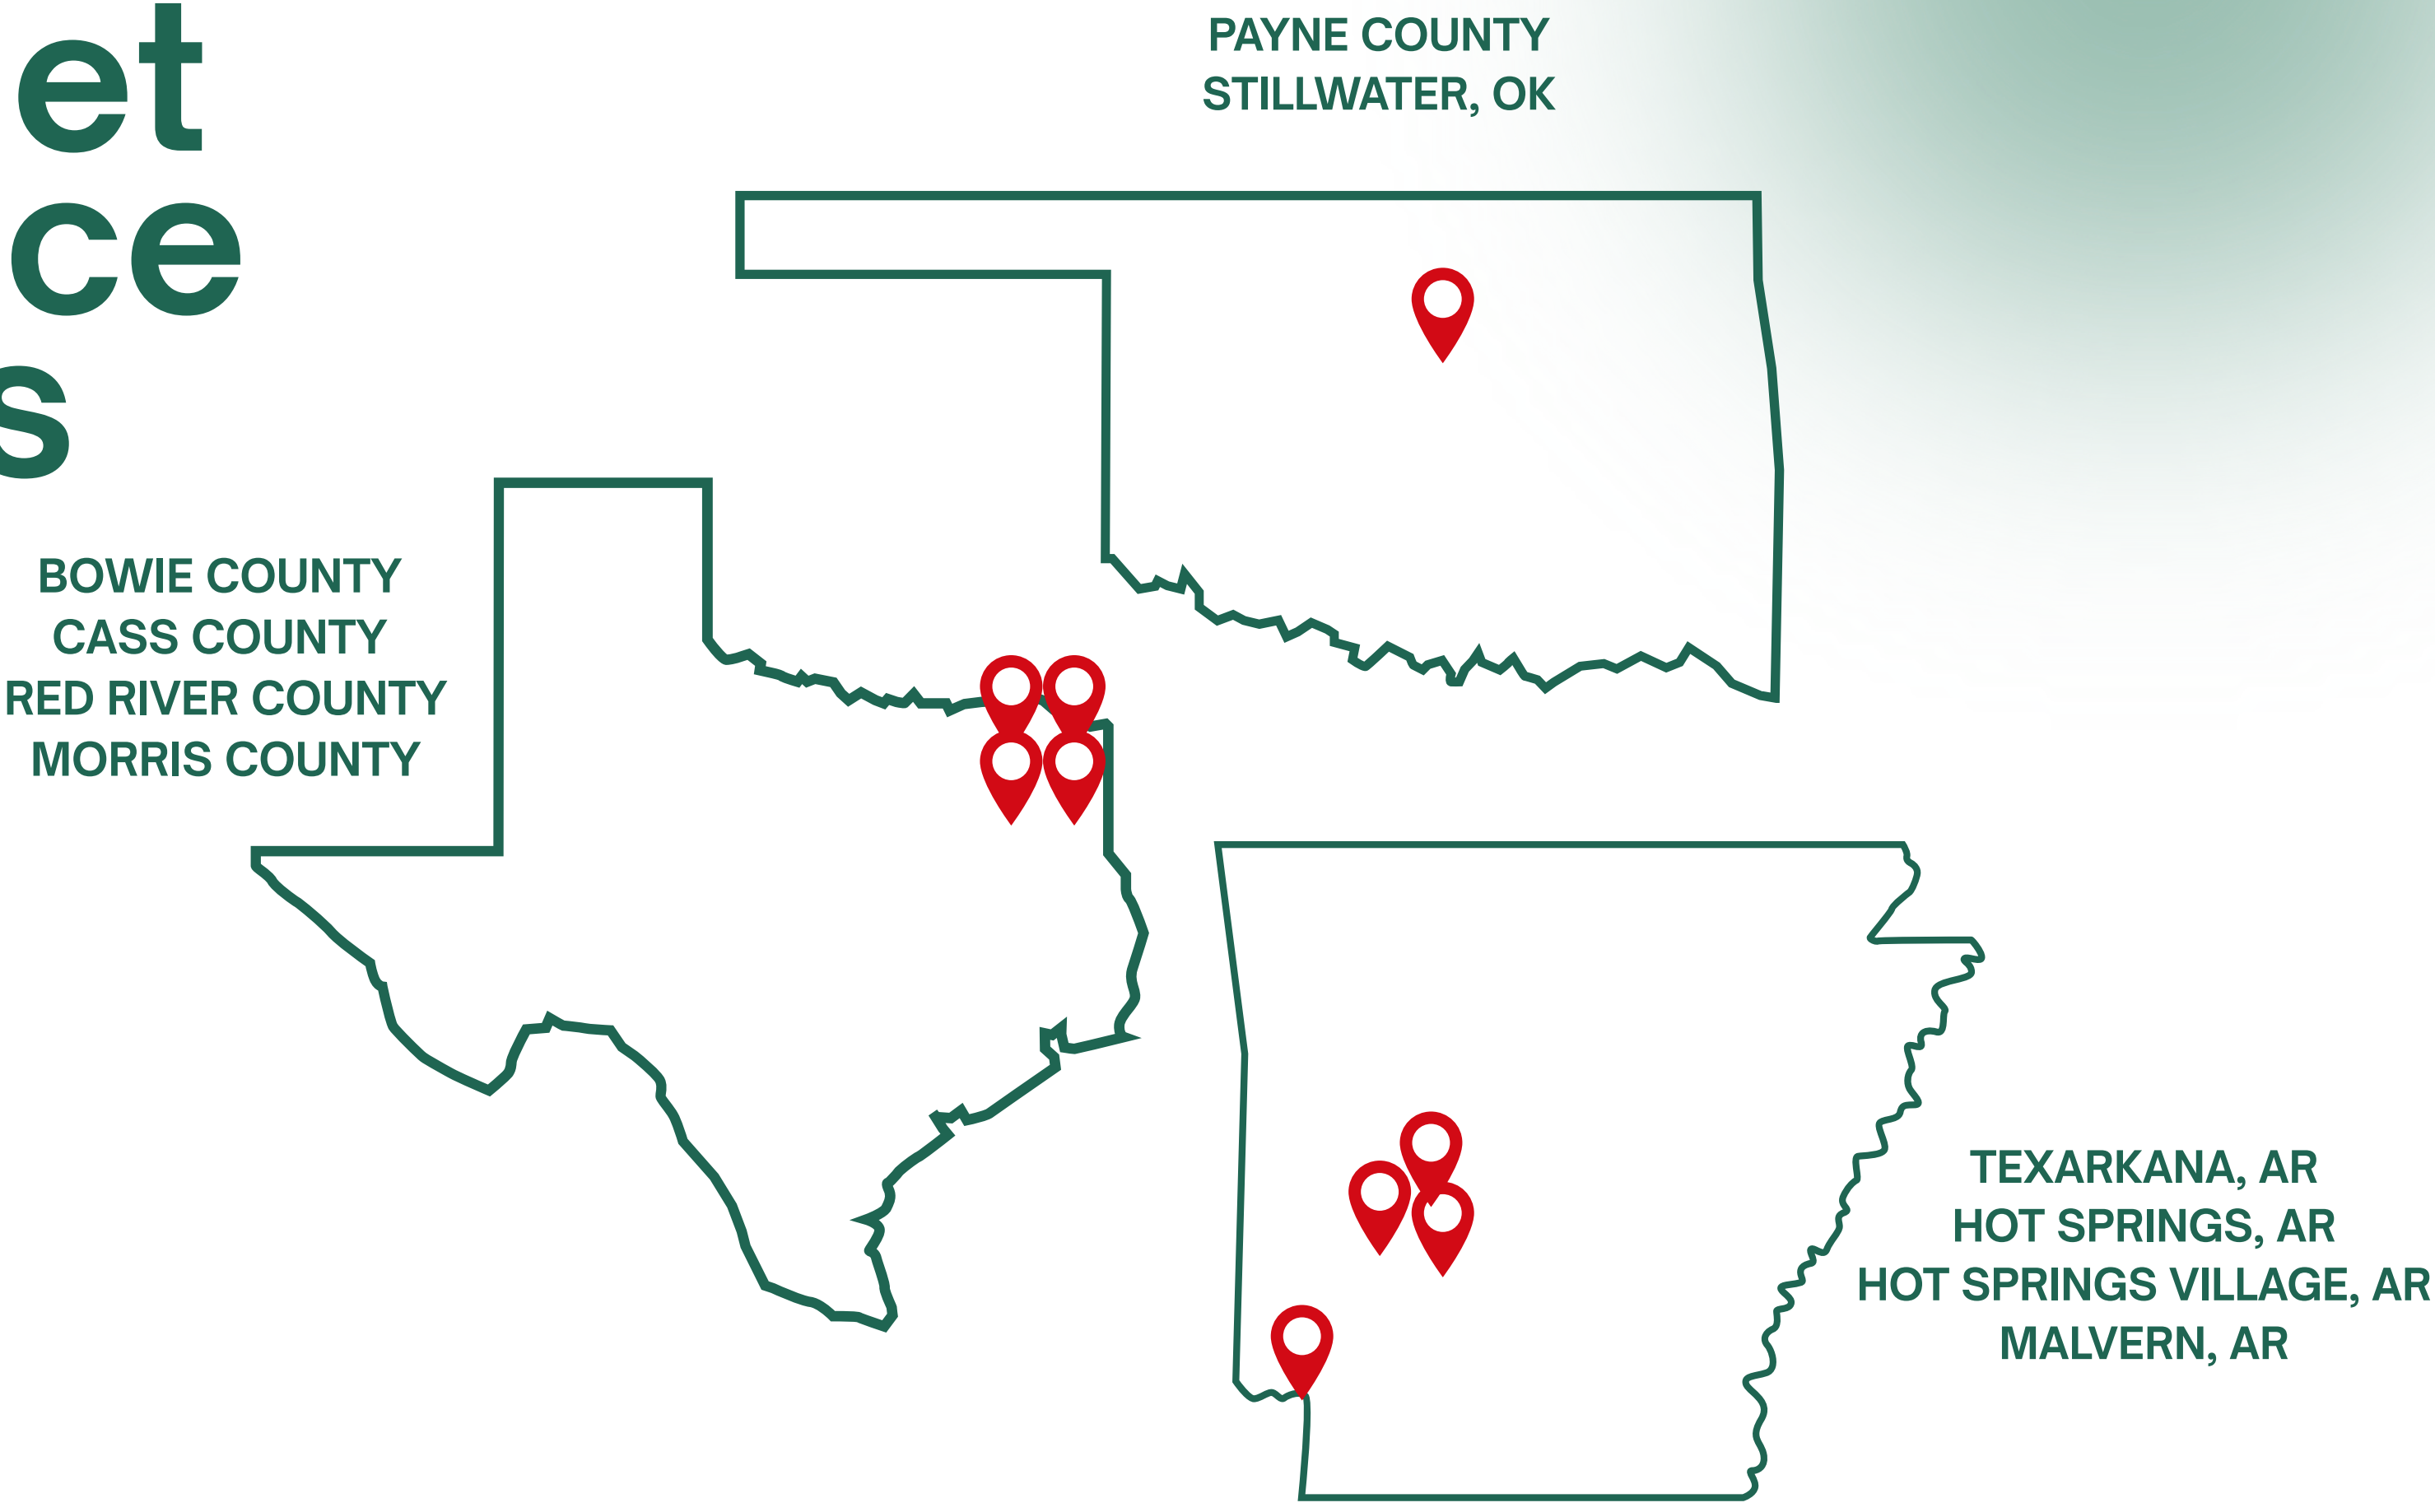 et
ce
s
PAYNE COUNTY
STILLWATER, OK
BOWIE COUNTY
CASS COUNTY
RED RIVER COUNTY
MORRIS COUNTY
TEXARKANA, AR
HOT SPRINGS, AR
HOT SPRINGS VILLAGE, AR
MALVERN, AR